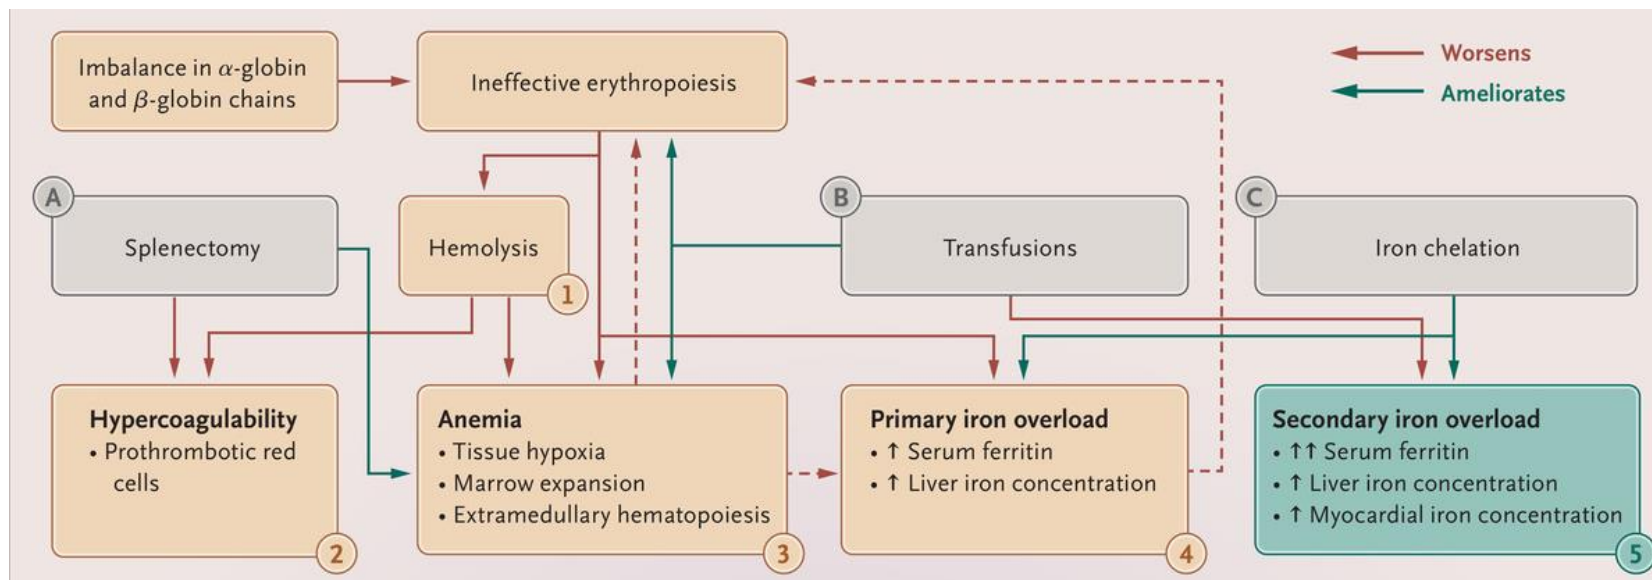 Imbalance in α-globin
and β-globin chains
Ineffective erythropoiesis
Worsens
Ameliorates
A
Splenectomy
Hemolysis
1
B
Transfusions
C
Iron chelation
Hypercoagulability
• Prothrombotic red
cells
2
Anemia
• Tissue hypoxia
• Marrow expansion
• Extramedullary hematopoiesis
3
Primary iron overload
• ↑ Serum ferritin
• ↑ Liver iron concentration
4
Secondary iron overload
• ↑↑ Serum ferritin
• ↑ Liver iron concentration
• ↑ Myocardial iron concentration
5